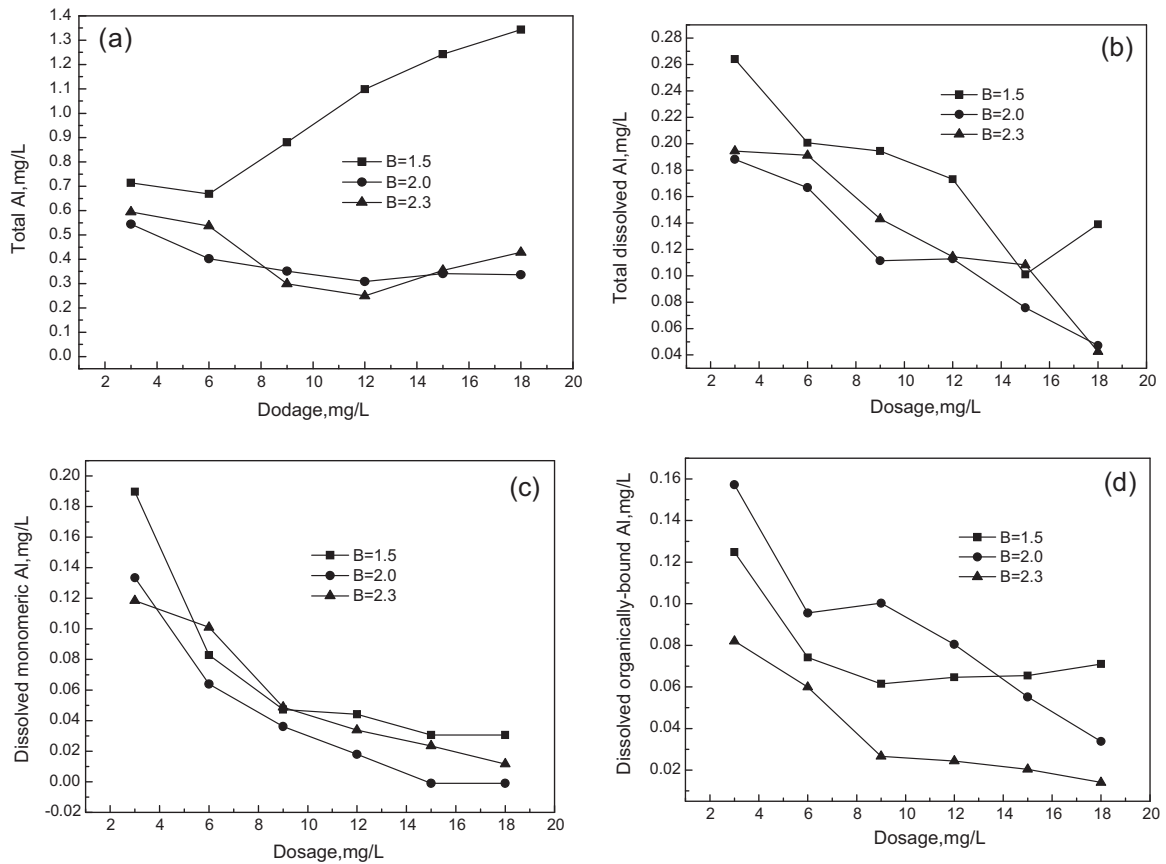 (a)
1.4
1.3
1.2
1.1
1.0
0.9
0.8
0.7
0.6
0.5
0.4
0.3
0.2
0.1
0.0
Total Al,mg/L
B=1.5
B=2.0
B=2.3
2 4 6 8 10 12 14 16 18 20
Dodage,mg/L
(b)
0.28
0.26
0.24
0.22
0.20
0.18
0.16
0.14
0.12
0.10
0.08
0.06
0.04
Total dissolved Al,mg/L
B=1.5
B=2.0
B=2.3
2 4 6 8 10 12 14 16 18 20
Dosage,mg/L
(c)
0.20
0.18
0.16
0.14
0.12
0.10
0.08
0.06
0.04
0.02
0.00
-0.02
Dissolved monomeric Al,mg/L
B=1.5
B=2.0
B=2.3
2 4 6 8 10 12 14 16 18 20
Dosage,mg/L
(d)
0.16
0.14
0.12
0.10
0.08
0.06
0.04
0.02
Dissolved organically-bound Al,mg/L
B=1.5
B=2.0
B=2.3
2 4 6 8 10 12 14 16 18 20
Dosage,mg/L